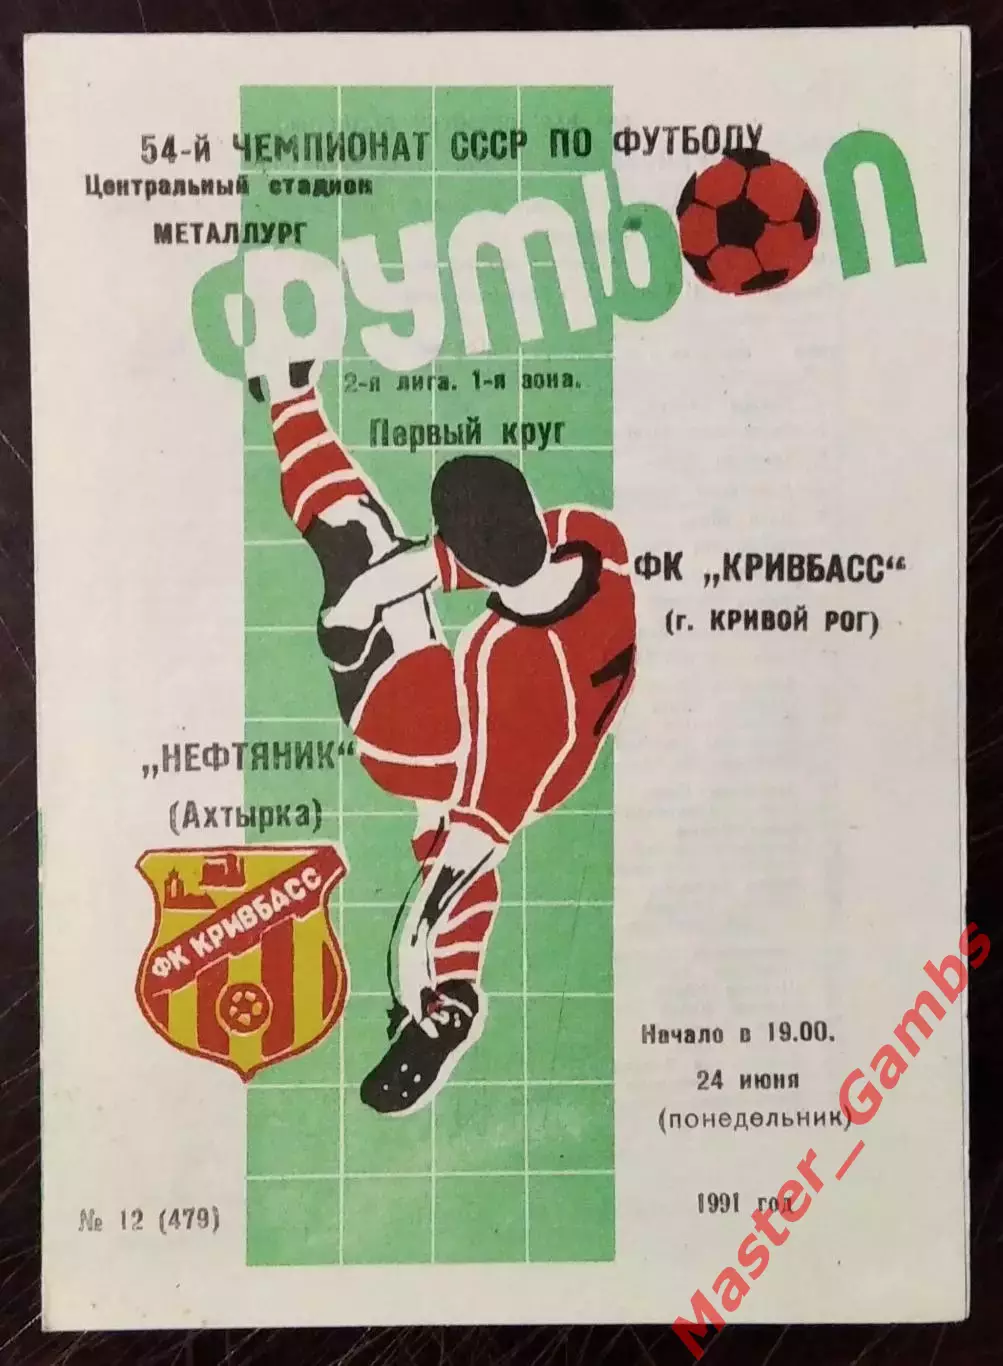 54-й ЧЕМПИОНАТ СССР ПО ФУТБОЛУ
Центральный стадион
МЕТАЛЛУРГ
футбол
2-я лига. 1-я зона.
Первый круг
ФК „КРИВБАСС“
(г. КРИВОЙ РОГ)
7
„НЕФТЯНИК“
(Ахтырка)
ФК КРИВБАСС
Начало в 19.00.
24 июня
(понедельник)
1991 год
№ 12 (479)
Master_Gambs